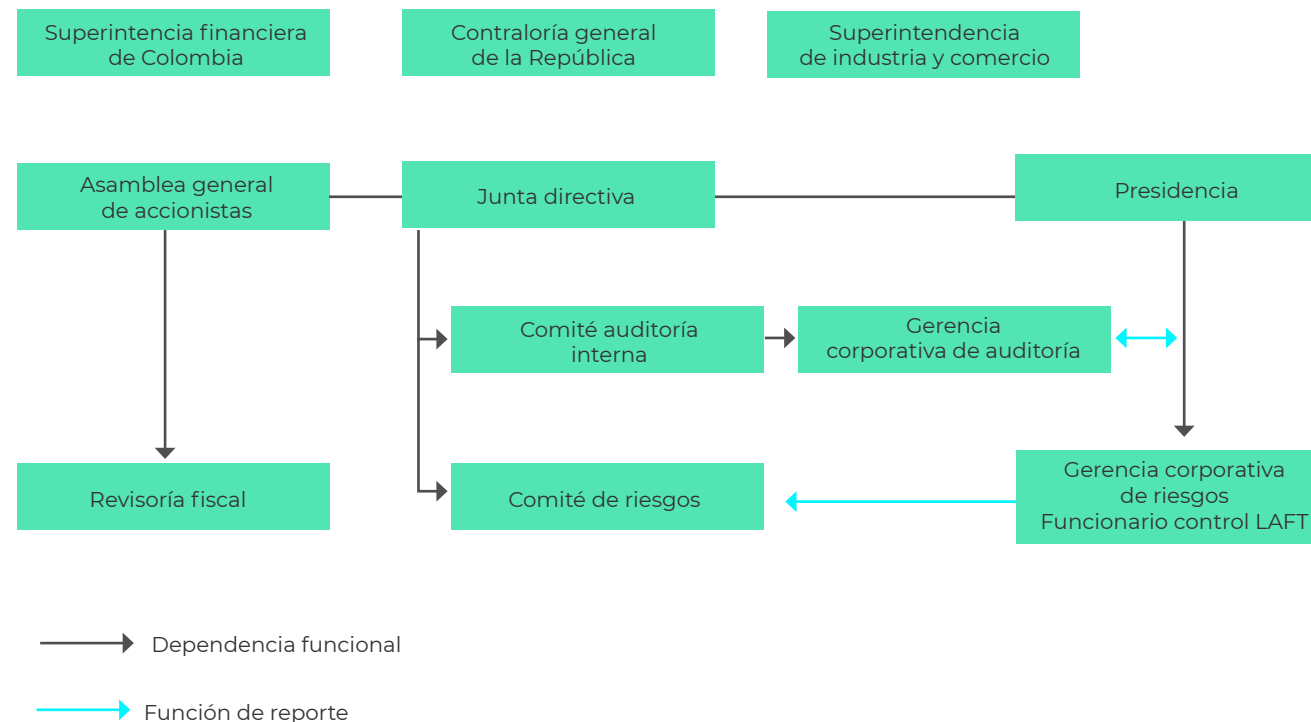 Superintencia financiera
de Colombia
Contraloría general
de la República
Superintendencia
de industria y comercio
Asamblea general
de accionistas
Junta directiva
Presidencia
Comité auditoría
interna
Gerencia
corporativa de auditoría
Revisoría fiscal
Comité de riesgos
Gerencia corporativa
de riesgos
Funcionario control LAFT
Dependencia funcional
Función de reporte